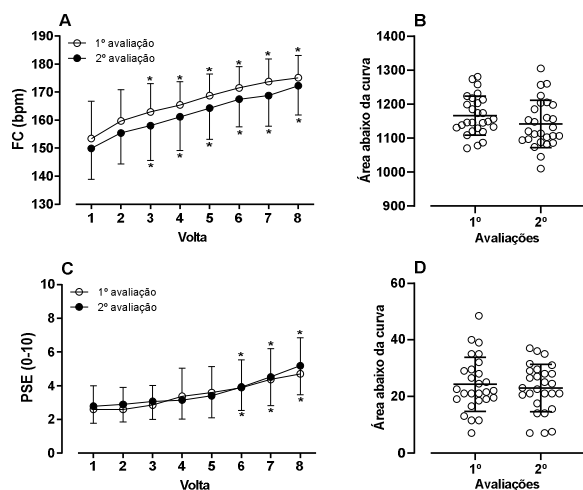 A
1º avaliação
2º avaliação
FC (bpm)
190
170
150
130
1 2 3 4 5 6 7 8
Volta
* * * * * *
* * * * * *
B
Área abaixo da curva
1400
1300
1200
1100
1000
900
1º 2º
Avaliações
C
1º avaliação
2º avaliação
PSE (0-10)
10
8
6
4
2
0
1 2 3 4 5 6 7 8
Volta
* * *
* * *
D
Área abaixo da curva
60
40
20
0
1º 2º
Avaliações